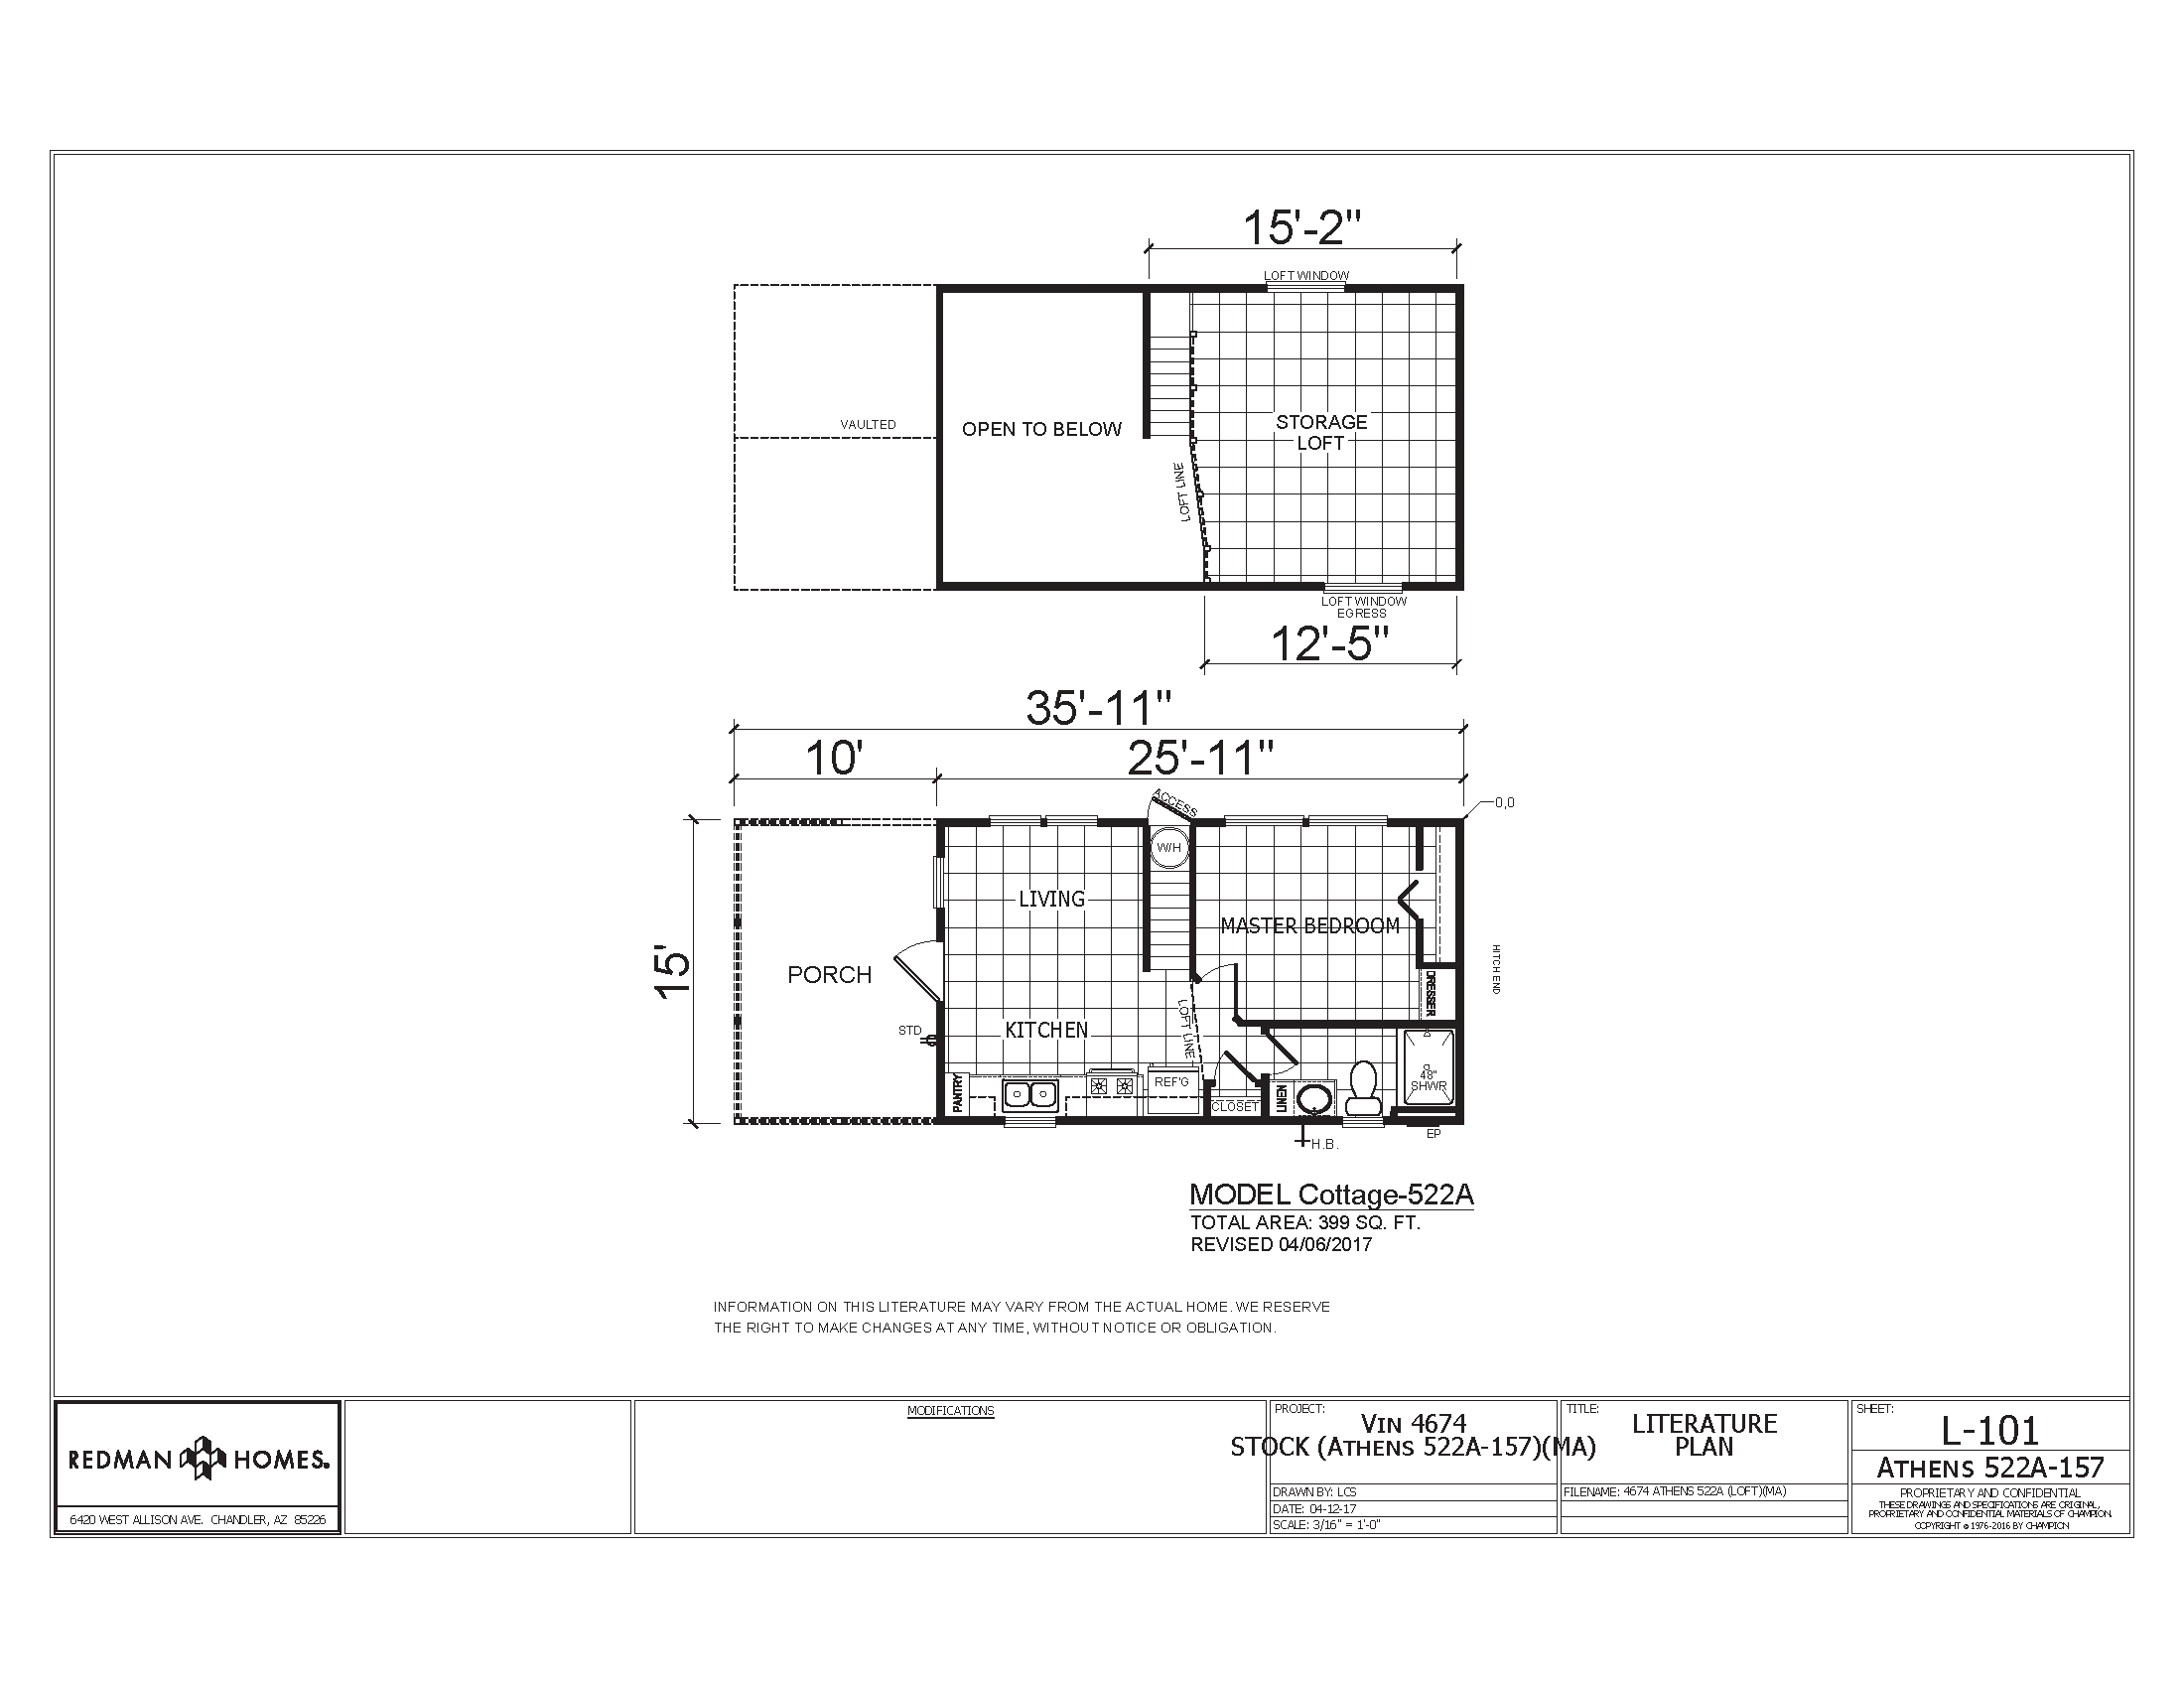 15'-2"
LOFT WINDOW
VAULTED
OPEN TO BELOW
STORAGE
LOFT
LOFT LINE
LOFT WINDOW
EGRESS
12'-5"
35'-11"
10'
25'-11"
ACCESS
0,0
W/H
LIVING
MASTER BEDROOM
15'
PORCH
HITCH END
DRESSER
STD
KITCHEN
LOFT LINE
PANTRY
REF'G
CLOSET
LINEN
48"
SHWR
H.B.
EP
MODEL Cottage-522A
TOTAL AREA: 399 SQ. FT.
REVISED 04/06/2017
INFORMATION ON THIS LITERATURE MAY VARY FROM THE ACTUAL HOME. WE RESERVE
THE RIGHT TO MAKE CHANGES AT ANY TIME, WITHOUT NOTICE OR OBLIGATION.
REDMAN HOMES.
6420 WEST ALLISON AVE. CHANDLER, AZ 85226
MODIFICATIONS
PROJECT:
VIN 4674
STOCK (ATHENS 522A-157)(MA)
DRAWN BY: LCS
DATE: 04-12-17
SCALE: 3/16" = 1'-0"
TITLE:
LITERATURE
PLAN
FILENAME: 4674 ATHENS 522A (LOFT)(MA)
SHEET:
L-101
ATHENS 522A-157
PROPRIETARY AND CONFIDENTIAL
THESE DRAWINGS AND SPECIFICATIONS ARE ORIGINAL,
PROPRIETARY AND CONFIDENTIAL MATERIALS OF CHAMPION.
COPYRIGHT © 1976-2016 BY CHAMPION